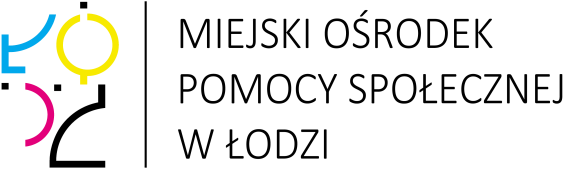 MIEJSKI OŚRODEK
POMOCY SPOŁECZNEJ
W ŁODZI